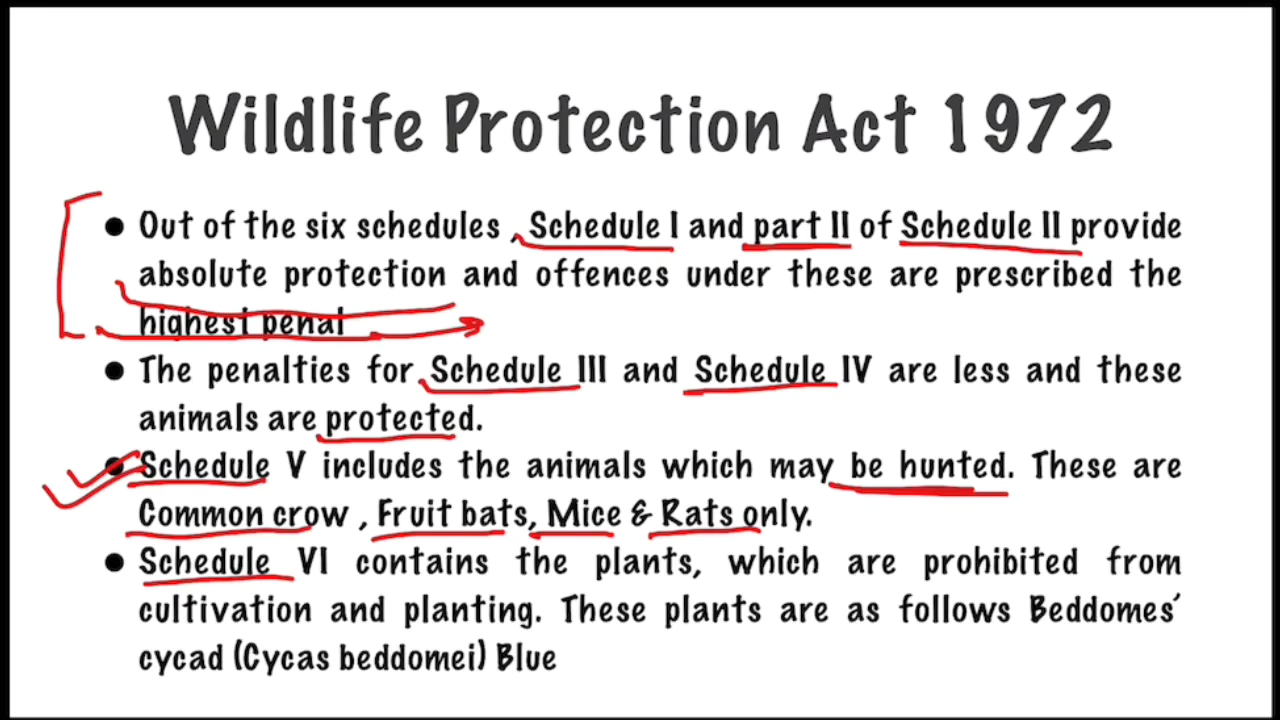 Wildlife Protection Act 1972
● Out of the six schedules , Schedule I and part II of Schedule II provide
absolute protection and offences under these are prescribed the
highest penal
● The penalties for Schedule III and Schedule IV are less and these
animals are protected.
● Schedule V includes the animals which may be hunted. These are
Common crow , Fruit bats, Mice & Rats only.
● Schedule VI contains the plants, which are prohibited from
cultivation and planting. These plants are as follows Beddomes’
cycad (Cycas beddomei) Blue